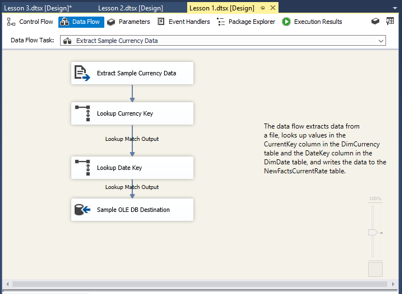 Lesson 3.dtsx [Design]* Lesson 2.dtsx [Design] Lesson 1.dtsx [Design]
Control Flow Data Flow Parameters Event Handlers Package Explorer Execution Results
Data Flow Task: Extract Sample Currency Data
Extract Sample Currency Data
Lookup Currency Key
Lookup Match Output
Lookup Date Key
Lookup Match Output
Sample OLE DB Destination
The data flow extracts data from
a file, looks up values in the
CurrentKey column in the DimCurrency
table and the DateKey column in the
DimDate table, and writes the data to the
NewFactsCurrentRate table.
100%